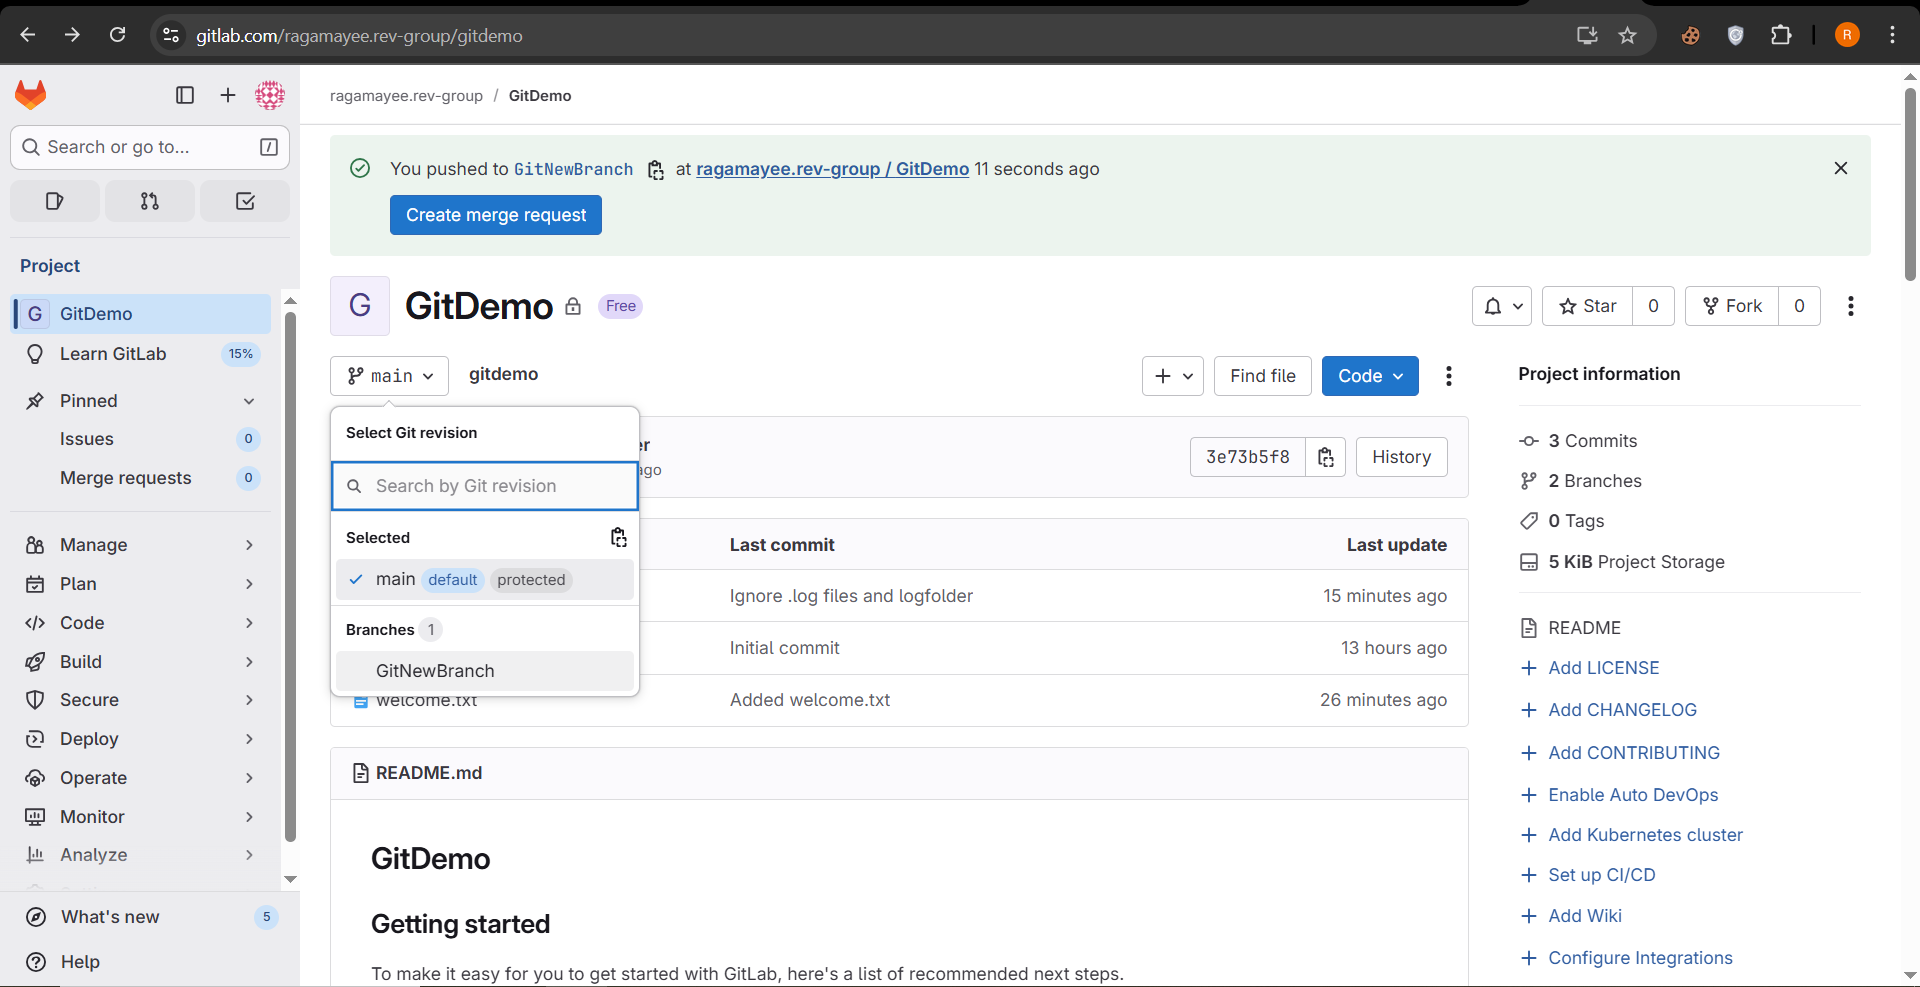 gitlab.com/ragamayee.rev-group/gitdemo
R
Search or go to...
/
Project
G GitDemo
Learn GitLab 15%
Pinned
Issues 0
Merge requests 0
Manage
Plan
Code
Build
Secure
Deploy
Operate
Monitor
Analyze
What's new 5
Help
ragamayee.rev-group / GitDemo
You pushed to GitNewBranch at ragamayee.rev-group / GitDemo 11 seconds ago
Create merge request
G GitDemo Free
Star 0 Fork 0
main gitdemo
Find file Code
Select Git revision
Search by Git revision
Selected
main default protected
Branches 1
GitNewBranch
er
ago
3e73b5f8 History
Last commit Last update
Ignore .log files and logfolder 15 minutes ago
Initial commit 13 hours ago
welcome.txt Added welcome.txt 26 minutes ago
README.md
GitDemo
Getting started
To make it easy for you to get started with GitLab, here's a list of recommended next steps.
Project information
3 Commits
2 Branches
0 Tags
5 KiB Project Storage
README
Add LICENSE
Add CHANGELOG
Add CONTRIBUTING
Enable Auto DevOps
Add Kubernetes cluster
Set up CI/CD
Add Wiki
Configure Integrations